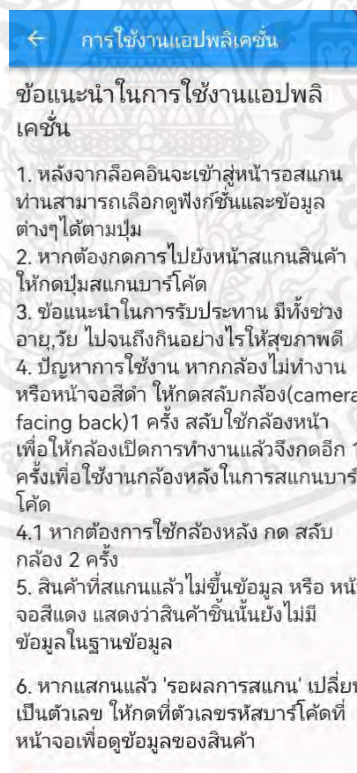 การใช้งานแอปพลิเคชั่น
ข้อแนะนำในการใช้งานแอปพลิ
เคชั่น
1. หลังจากล็อคอินจะเข้าสู่หน้ารอสแกน
ท่านสามารถเลือกดูฟังก์ชั่นและข้อมูล
ต่างๆได้ตามปุ่ม
2. หากต้องกดการไปยังหน้าสแกนสินค้า
ให้กดปุ่มสแกนบาร์โค้ด
3. ข้อแนะนำในการรับประทาน มีทั้งช่วง
อายุ,วัย ไปจนถึงกินอย่างไรให้สุขภาพดี
4. ปัญหาการใช้งาน หากกล้องไม่ทำงาน
หรือหน้าจอสีดำ ให้กดสลับกล้อง(camera
facing back)1 ครั้ง สลับใช้กล้องหน้า
เพื่อให้กล้องเปิดการทำงานแล้วจึงกดอีก 1
ครั้งเพื่อใช้งานกล้องหลังในการสแกนบาร์
โค้ด
4.1 หากต้องการใช้กล้องหลัง กด สลับ
กล้อง 2 ครั้ง
5. สินค้าที่สแกนแล้วไม่ขึ้นข้อมูล หรือ หน้า
จอสีแดง แสดงว่าสินค้าชิ้นนั้นยังไม่มี
ข้อมูลในฐานข้อมูล
6. หากแสกนแล้ว 'รอผลการสแกน' เปลี่ยน
เป็นตัวเลข ให้กดที่ตัวเลขรหัสบาร์โค้ดที่
หน้าจอเพื่อดูข้อมูลของสินค้า